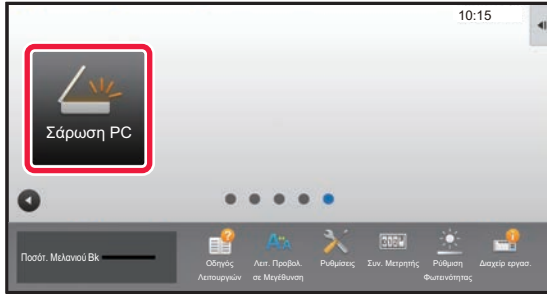 10:15
Σάρωση PC
Ποσότ. Μελανιού Bk
Οδηγός
Λειτουργιών
Λειτ. Προβολ.
σε Μεγέθυνση
Ρυθμίσεις
Συν. Μετρητής
Ρύθμιση
Φωτεινότητας
Διαχείρ εργασ.